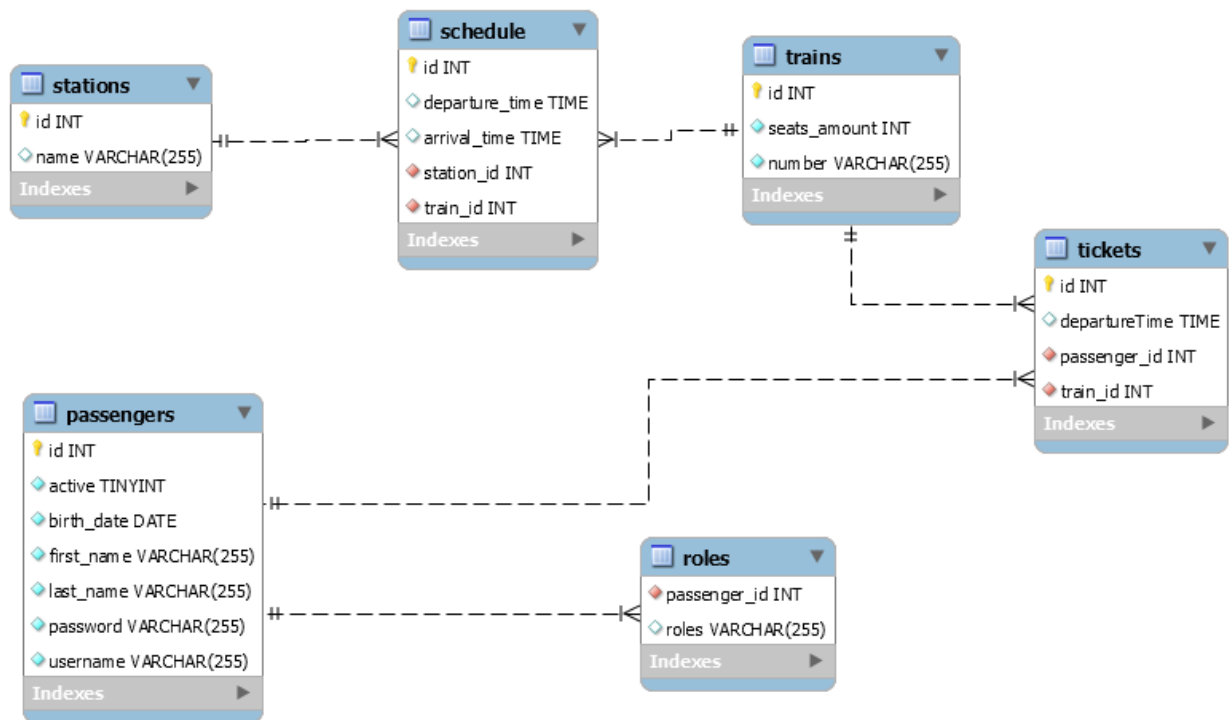 stations
id INT
name VARCHAR(255)
Indexes
schedule
id INT
departure_time TIME
arrival_time TIME
station_id INT
train_id INT
Indexes
trains
id INT
seats_amount INT
number VARCHAR(255)
Indexes
tickets
id INT
departureTime TIME
passenger_id INT
train_id INT
Indexes
passengers
id INT
active TINYINT
birth_date DATE
first_name VARCHAR(255)
last_name VARCHAR(255)
password VARCHAR(255)
username VARCHAR(255)
Indexes
roles
passenger_id INT
roles VARCHAR(255)
Indexes